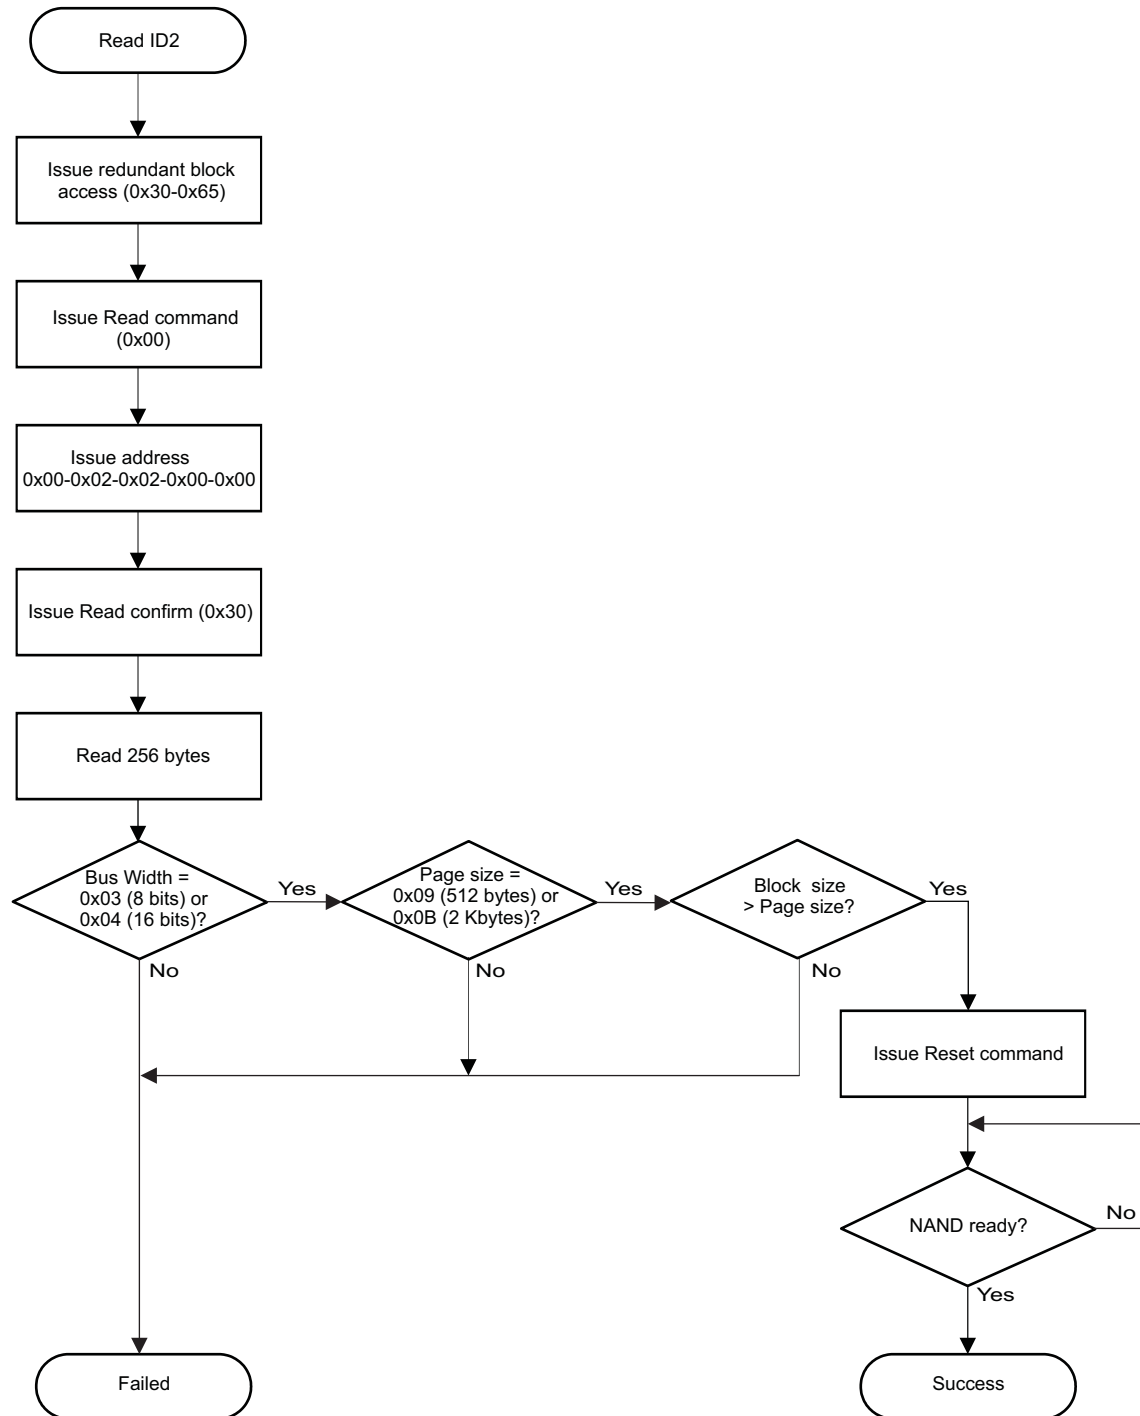 Read ID2
Issue redundant block
access (0x30-0x65)
Issue Read command
(0x00)
Issue address
0x00-0x02-0x02-0x00-0x00
Issue Read confirm (0x30)
Read 256 bytes
Bus Width =
0x03 (8 bits) or
0x04 (16 bits)?
Yes
No
Page size =
0x09 (512 bytes) or
0x0B (2 Kbytes)?
Yes
No
Block size
> Page size?
Yes
No
Issue Reset command
NAND ready?
No
Yes
Failed
Success